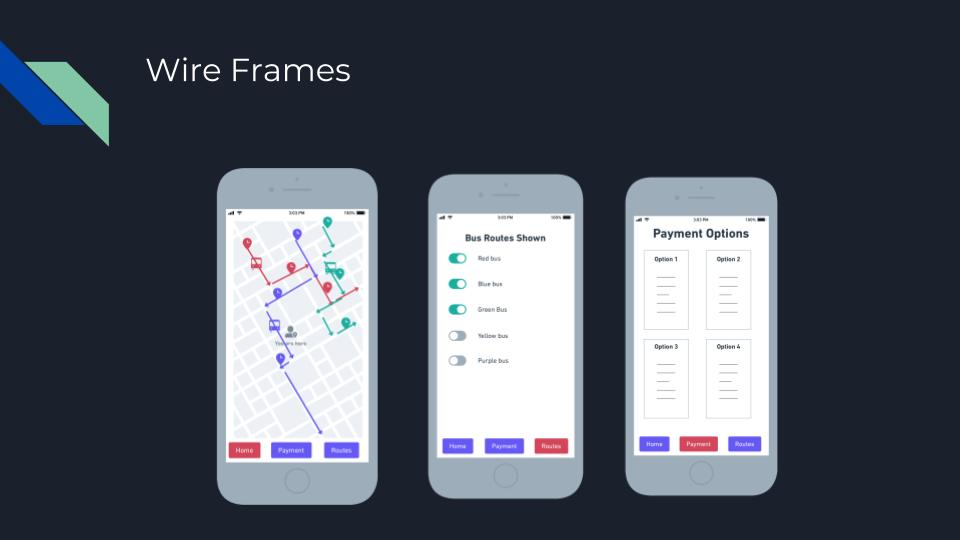 Wire Frames
3:03 PM 100%
You are here
Home Payment Routes
3:03 PM 100%
Bus Routes Shown
Red bus
Blue bus
Green Bus
Yellow bus
Purple bus
Home Payment Routes
3:03 PM 100%
Payment Options
Option 1 Option 2
Option 3 Option 4
Home Payment Routes